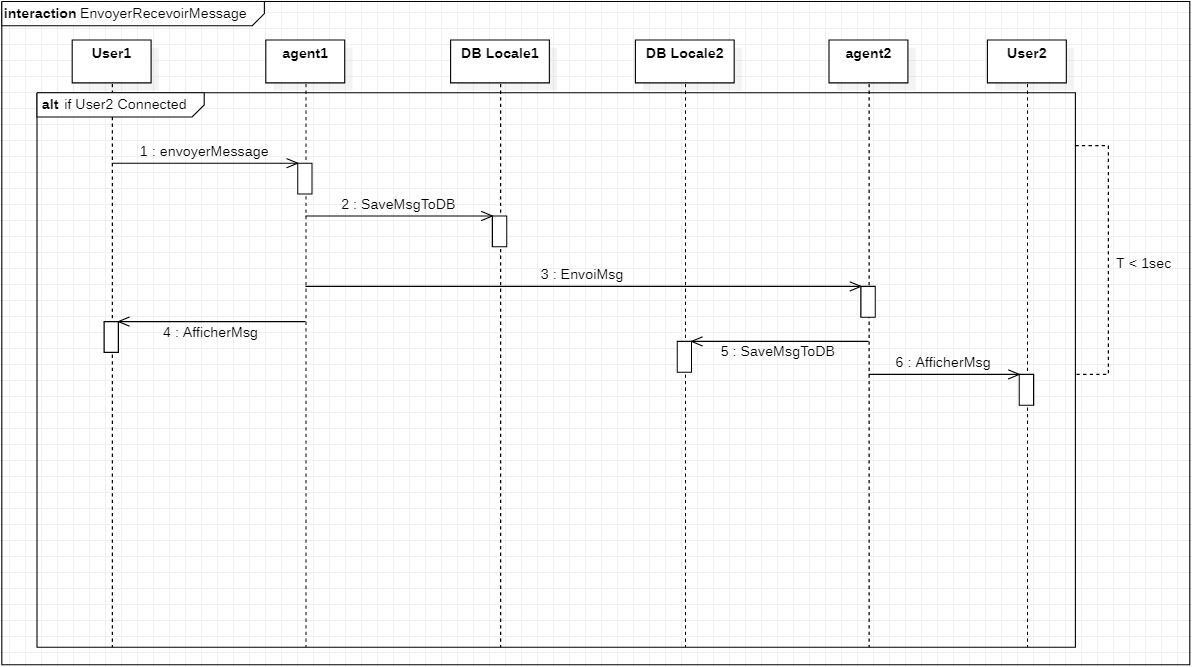 interaction EnvoyerRecevoirMessage
User1
agent1
DB Locale1
DB Locale2
agent2
User2
alt if User2 Connected
1 : envoyerMessage
2 : SaveMsgToDB
3 : EnvoiMsg
T < 1sec
4 : AfficherMsg
5 : SaveMsgToDB
6 : AfficherMsg